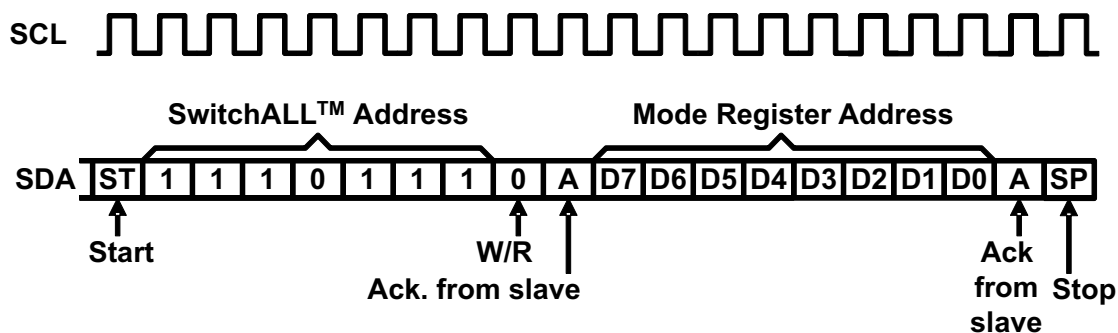 SCL
SwitchALL™ Address Mode Register Address
SDA ST 1 1 1 0 1 1 1 0 A D7 D6 D5 D4 D3 D2 D1 D0 A SP
Start W/R Ack Stop
Ack. from slave from
slave